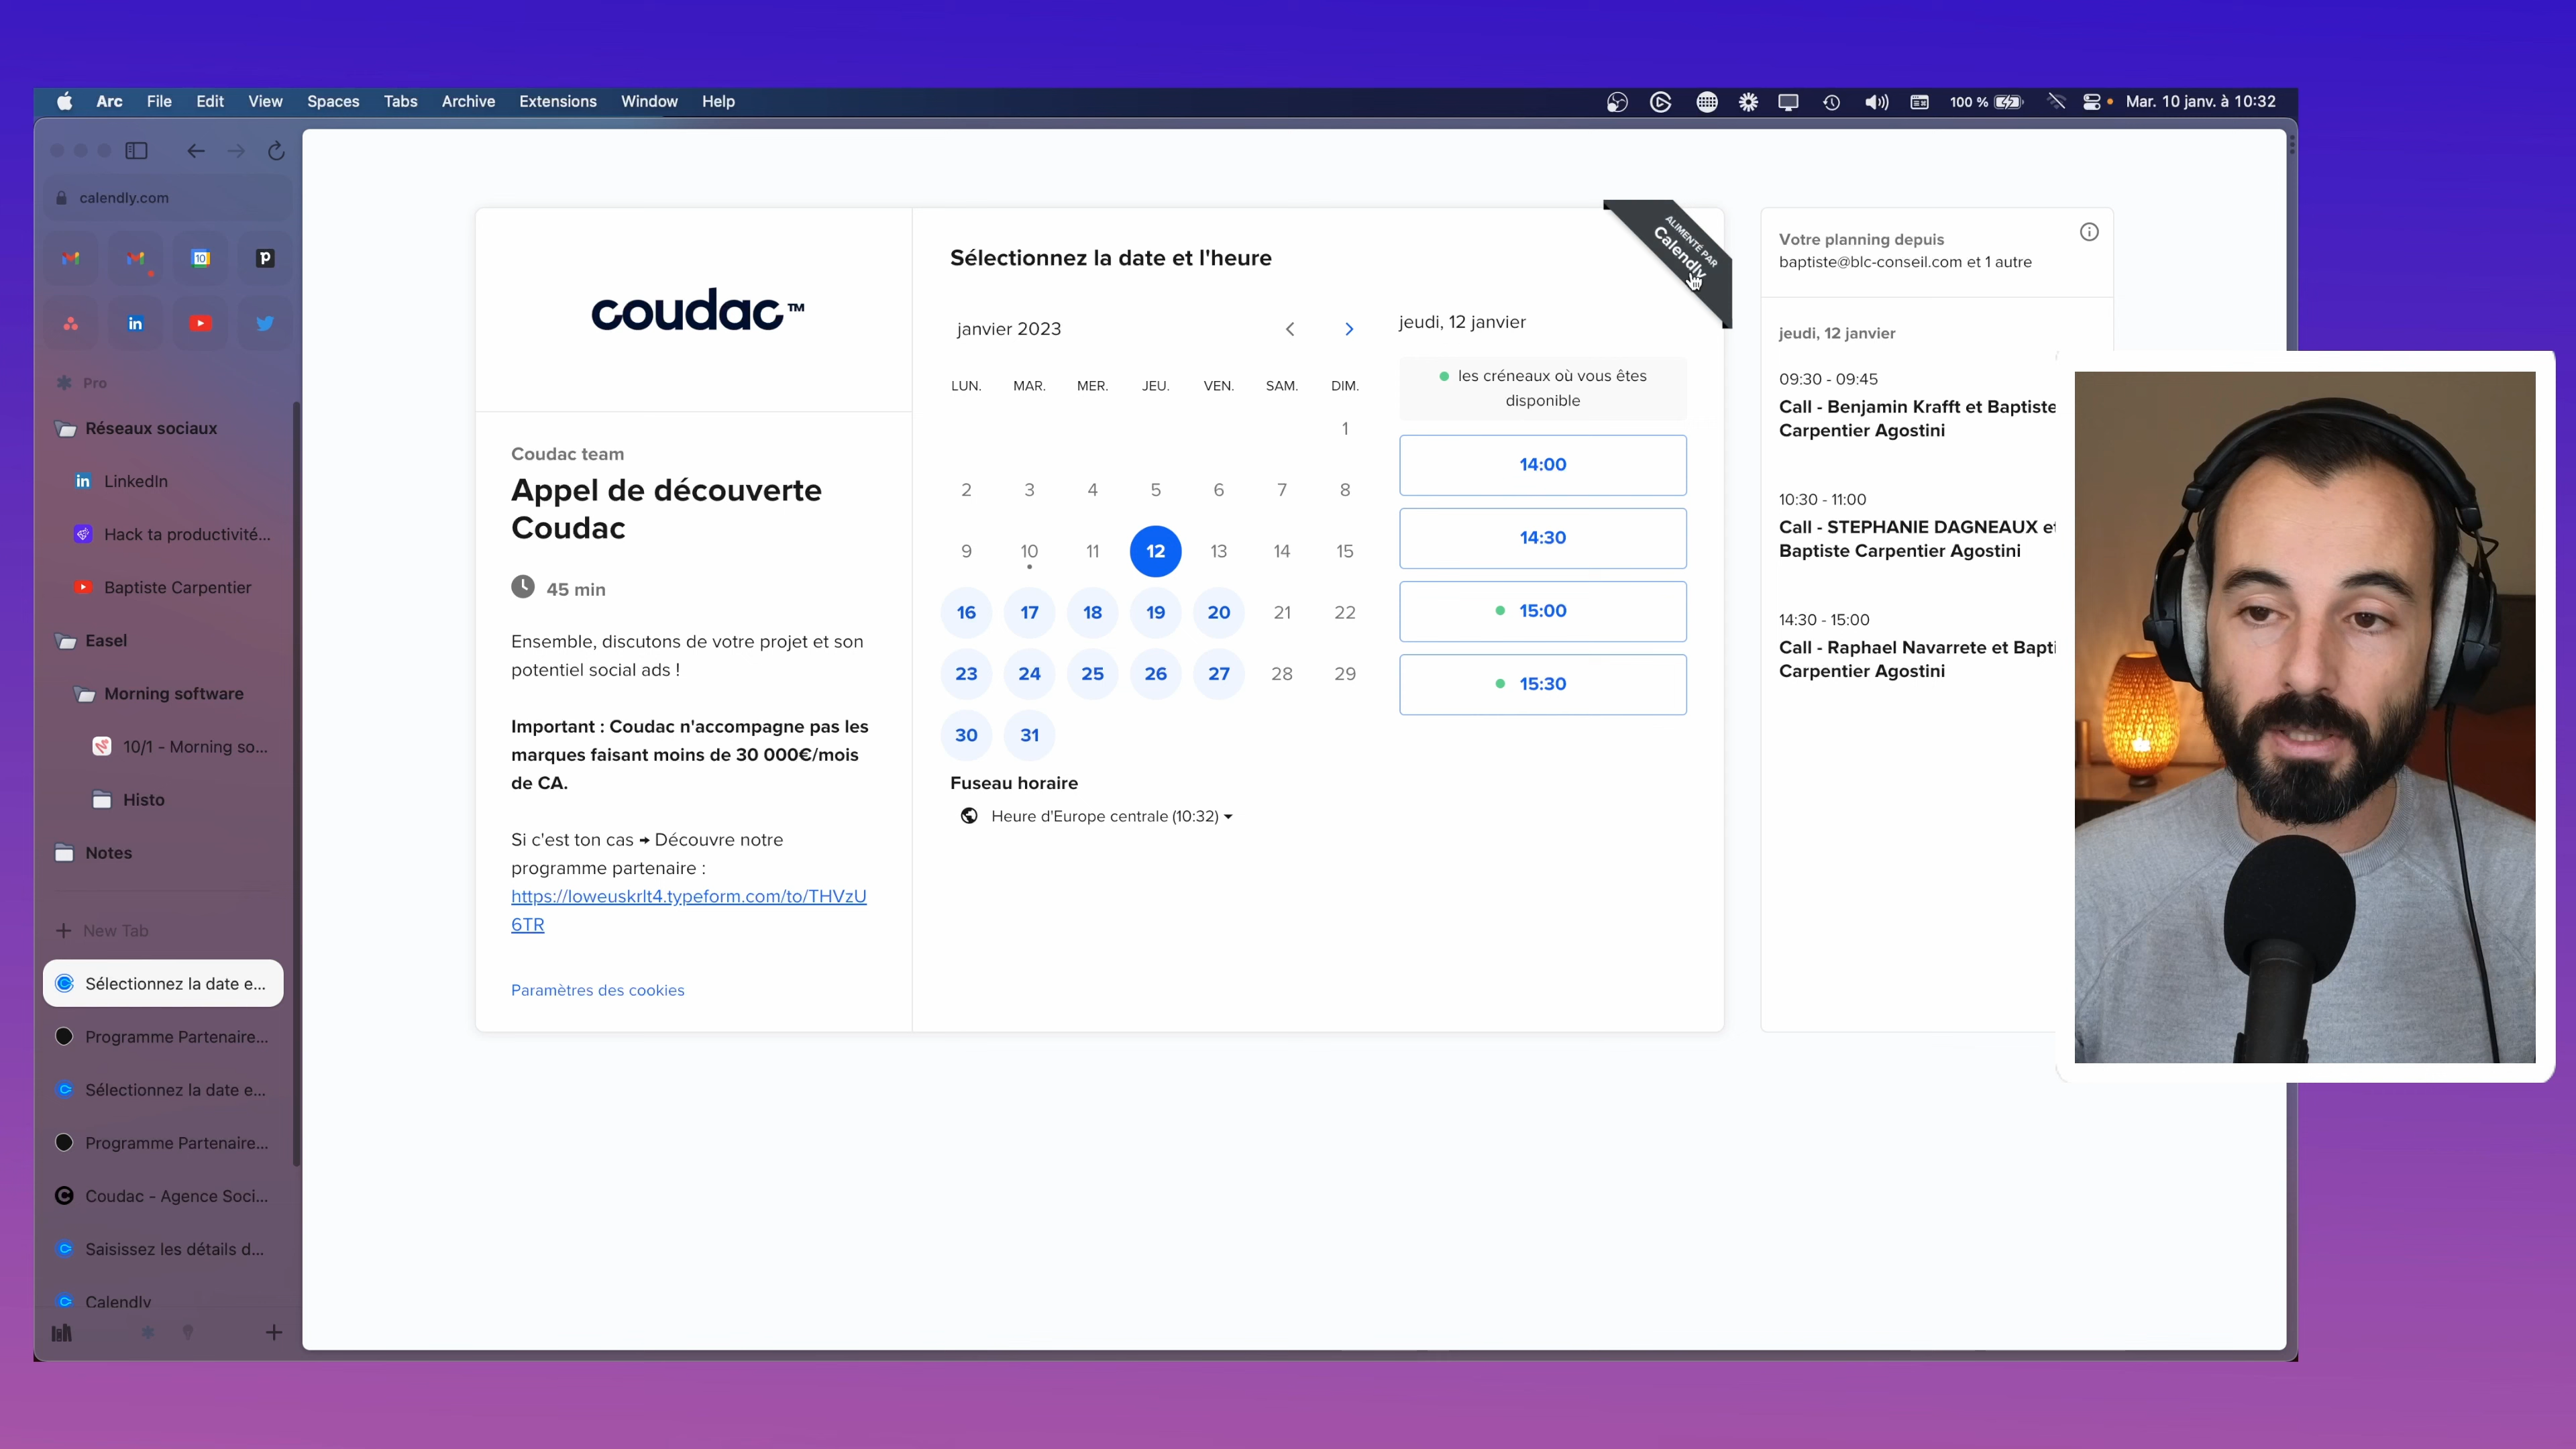 Arc File Edit View Spaces Tabs Archive Extensions Window Help
100 % Mar. 10 janv. à 10:32
calendly.com
10
Pro
Réseaux sociaux
LinkedIn
Hack ta productivité...
Baptiste Carpentier
Easel
Morning software
10/1 - Morning so...
Histo
Notes
New Tab
Sélectionnez la date e...
Programme Partenaire...
Sélectionnez la date e...
Programme Partenaire...
Coudac - Agence Soci...
Saisissez les détails d...
Calendly
coudac™
Coudac team
Appel de découverte
Coudac
45 min
Ensemble, discutons de votre projet et son
potentiel social ads !
Important : Coudac n'accompagne pas les
marques faisant moins de 30 000€/mois
de CA.
Si c'est ton cas → Découvre notre
programme partenaire :
https://loweuskrlt4.typeform.com/to/THVzU
6TR
Paramètres des cookies
Sélectionnez la date et l'heure
ALIMENTÉ PAR
Calendly
janvier 2023
LUN. MAR. MER. JEU. VEN. SAM. DIM.
1
2 3 4 5 6 7 8
9 10 11 12 13 14 15
16 17 18 19 20 21 22
23 24 25 26 27 28 29
30 31
Fuseau horaire
Heure d'Europe centrale (10:32)
jeudi, 12 janvier
les créneaux où vous êtes
disponible
14:00
14:30
15:00
15:30
Votre planning depuis
baptiste@blc-conseil.com et 1 autre
jeudi, 12 janvier
09:30 - 09:45
Call - Benjamin Krafft et Baptiste
Carpentier Agostini
10:30 - 11:00
Call - STEPHANIE DAGNEAUX et
Baptiste Carpentier Agostini
14:30 - 15:00
Call - Raphael Navarrete et Bapti
Carpentier Agostini